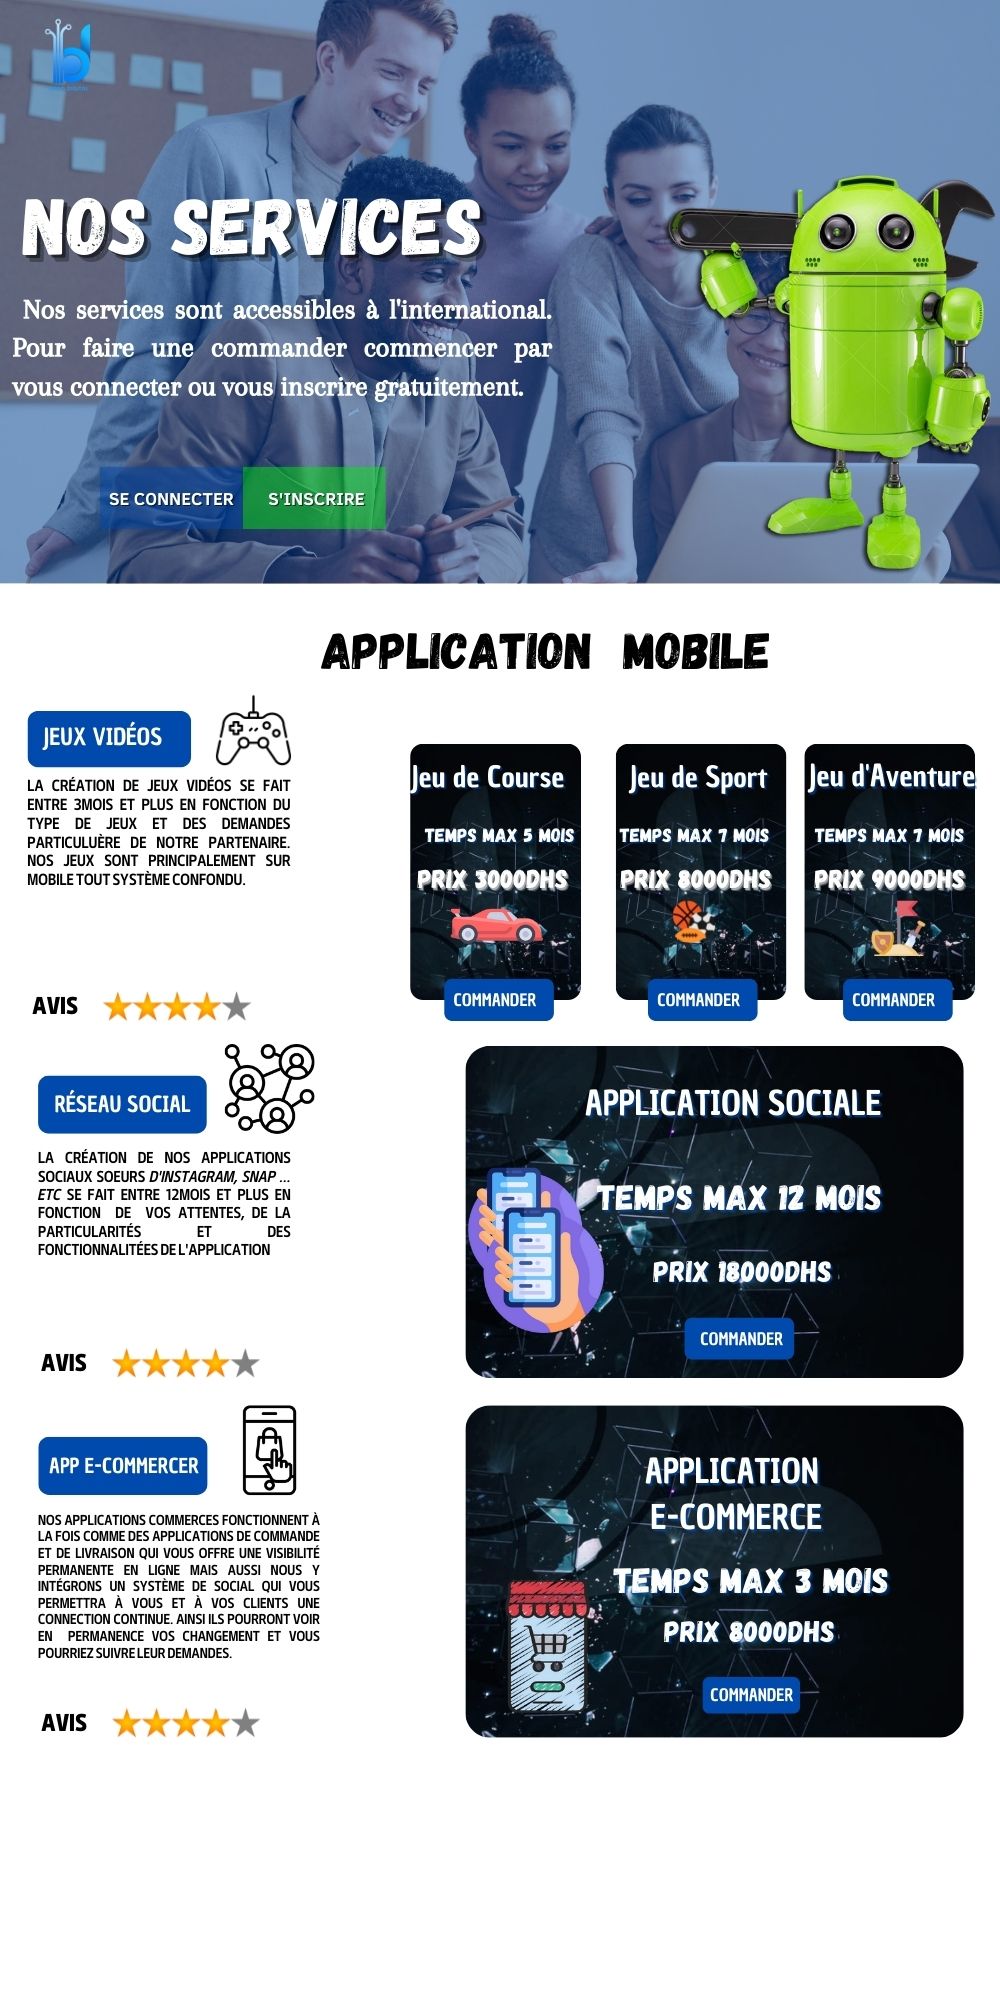 NOS SERVICES
Nos services sont accessibles à l'international.
Pour faire une commander commencer par
vous connecter ou vous inscrire gratuitement.
SE CONNECTER
S'INSCRIRE
APPLICATION MOBILE
JEUX VIDÉOS
LA CRÉATION DE JEUX VIDÉOS SE FAIT
ENTRE 3MOIS ET PLUS EN FONCTION DU
TYPE DE JEUX ET DES DEMANDES
PARTICULUÈRE DE NOTRE PARTENAIRE.
NOS JEUX SONT PRINCIPALEMENT SUR
MOBILE TOUT SYSTÈME CONFONDU.
AVIS
Jeu de Course
TEMPS MAX 5 MOIS
PRIX 3000DHS
COMMANDER
Jeu de Sport
TEMPS MAX 7 MOIS
PRIX 8000DHS
COMMANDER
Jeu d'Aventure
TEMPS MAX 7 MOIS
PRIX 9000DHS
COMMANDER
RÉSEAU SOCIAL
LA CRÉATION DE NOS APPLICATIONS
SOCIAUX SOEURS D'INSTAGRAM, SNAP ...
ETC SE FAIT ENTRE 12MOIS ET PLUS EN
FONCTION DE VOS ATTENTES, DE LA
PARTICULARITÉS ET DES
FONCTIONNALITÉES DE L'APPLICATION
AVIS
APPLICATION SOCIALE
TEMPS MAX 12 MOIS
PRIX 18000DHS
COMMANDER
APP E-COMMERCER
NOS APPLICATIONS COMMERCES FONCTIONNENT À
LA FOIS COMME DES APPLICATIONS DE COMMANDE
ET DE LIVRAISON QUI VOUS OFFRE UNE VISIBILITÉ
PERMANENTE EN LIGNE MAIS AUSSI NOUS Y
INTÉGRONS UN SYSTÈME DE SOCIAL QUI VOUS
PERMETTRA À VOUS ET À VOS CLIENTS UNE
CONNECTION CONTINUE. AINSI ILS POURRONT VOIR
EN PERMANENCE VOS CHANGEMENT ET VOUS
POURRIEZ SUIVRE LEUR DEMANDES.
AVIS
APPLICATION
E-COMMERCE
TEMPS MAX 3 MOIS
PRIX 8000DHS
COMMANDER